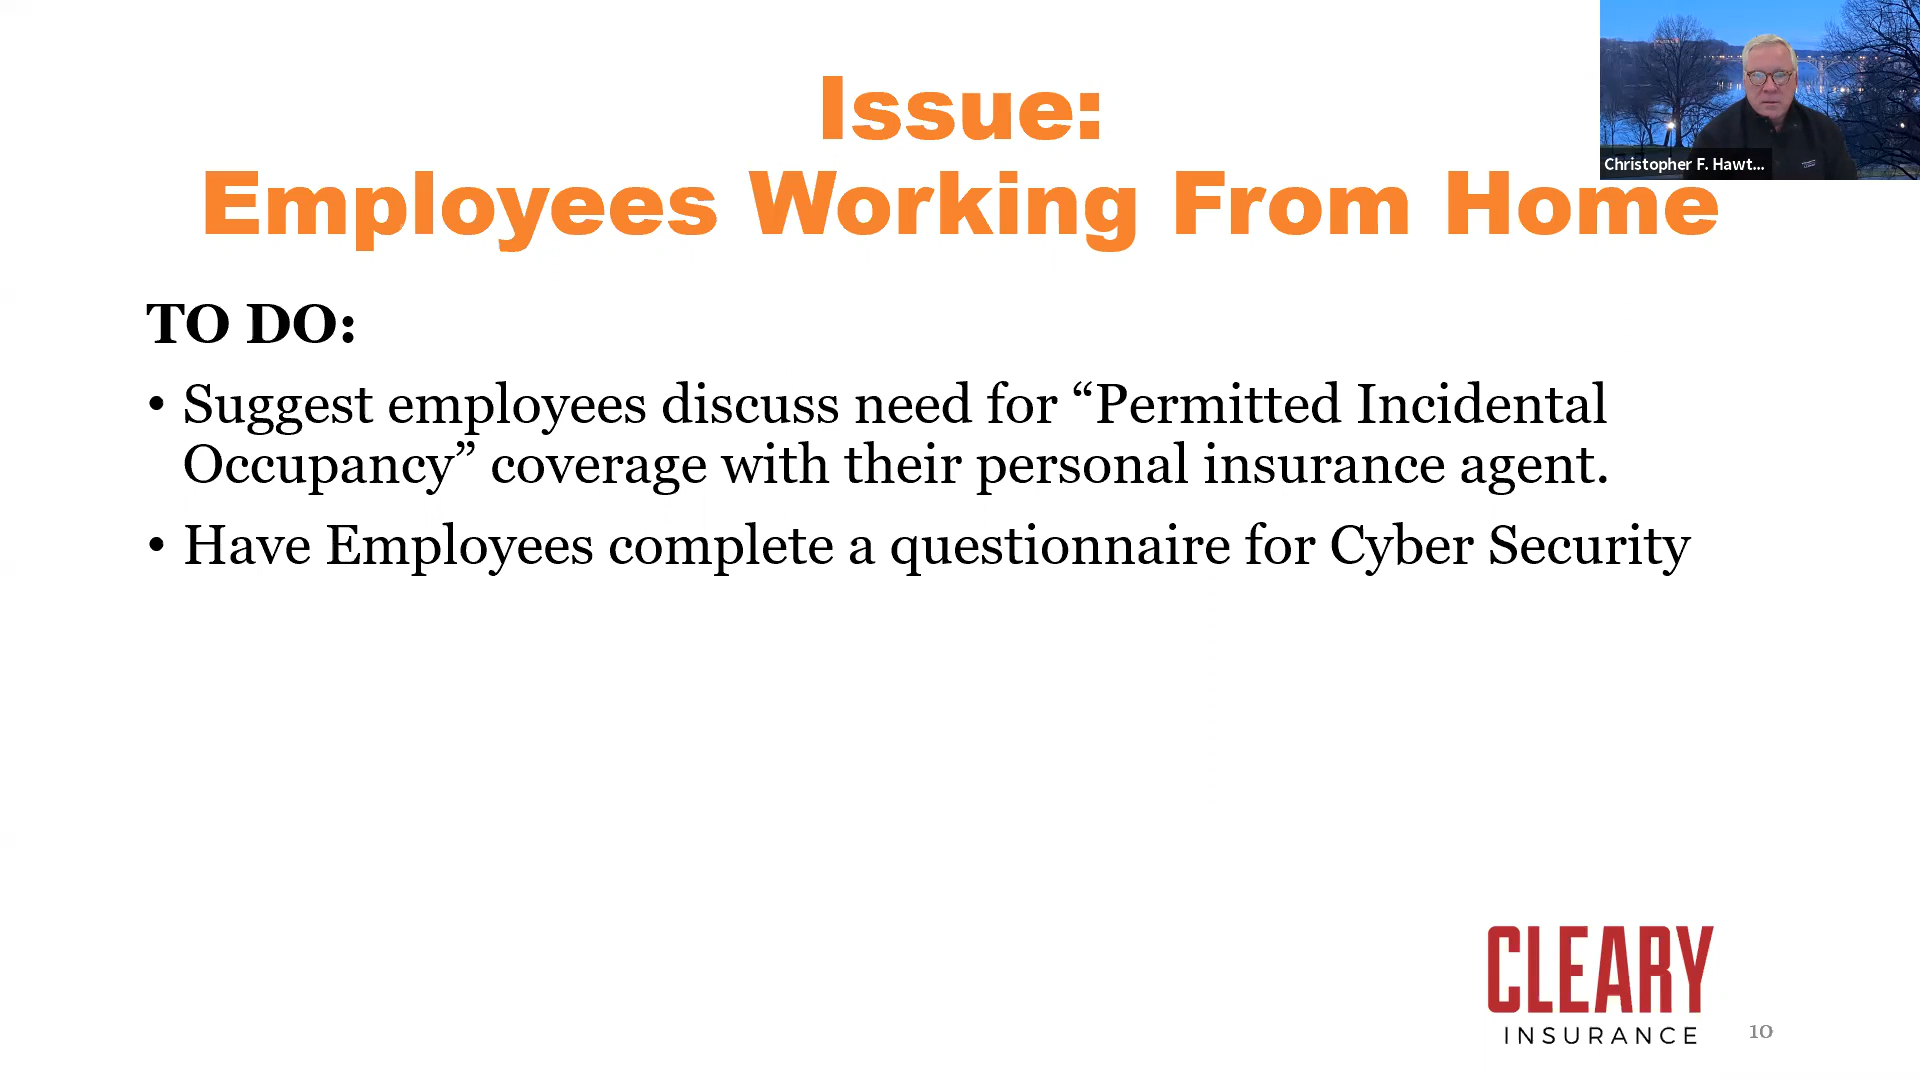 Issue:
Employees Working From Home
Christopher F. Hawt...
TO DO:
• Suggest employees discuss need for “Permitted Incidental
Occupancy” coverage with their personal insurance agent.
• Have Employees complete a questionnaire for Cyber Security
CLEARY
INSURANCE
10